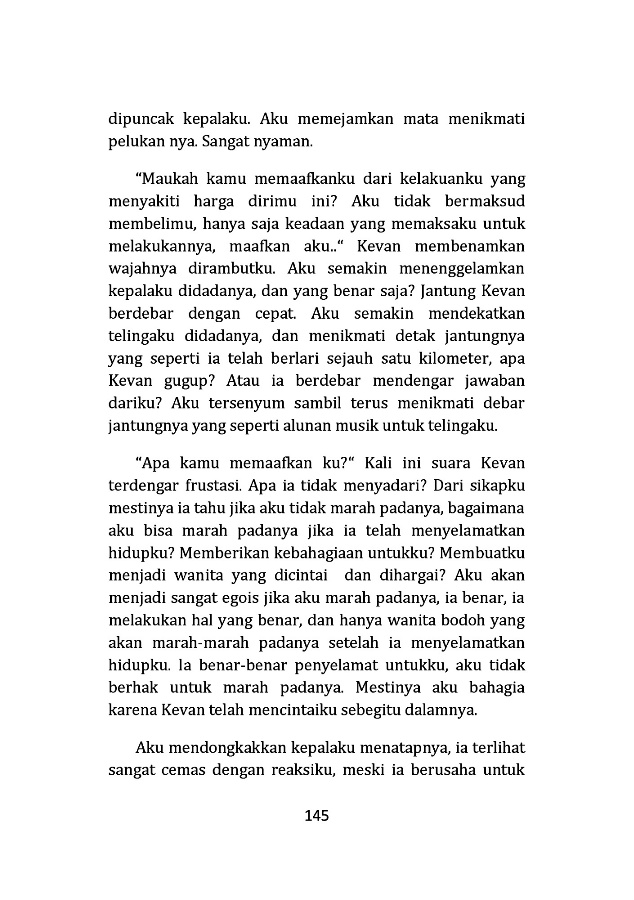 dipuncak kepalaku. Aku memejamkan mata menikmati
pelukan nya. Sangat nyaman.
“Maukah kamu memaafkanku dari kelakuanku yang
menyakiti harga dirimu ini? Aku tidak bermaksud
membelimu, hanya saja keadaan yang memaksaku untuk
melakukannya, maafkan aku..“ Kevan membenamkan
wajahnya dirambutku. Aku semakin menenggelamkan
kepalaku didadanya, dan yang benar saja? Jantung Kevan
berdebar dengan cepat. Aku semakin mendekatkan
telingaku didadanya, dan menikmati detak jantungnya
yang seperti ia telah berlari sejauh satu kilometer, apa
Kevan gugup? Atau ia berdebar mendengar jawaban
dariku? Aku tersenyum sambil terus menikmati debar
jantungnya yang seperti alunan musik untuk telingaku.
“Apa kamu memaafkan ku?“ Kali ini suara Kevan
terdengar frustasi. Apa ia tidak menyadari? Dari sikapku
mestinya ia tahu jika aku tidak marah padanya, bagaimana
aku bisa marah padanya jika ia telah menyelamatkan
hidupku? Memberikan kebahagiaan untukku? Membuatku
menjadi wanita yang dicintai dan dihargai? Aku akan
menjadi sangat egois jika aku marah padanya, ia benar, ia
melakukan hal yang benar, dan hanya wanita bodoh yang
akan marah-marah padanya setelah ia menyelamatkan
hidupku. Ia benar-benar penyelamat untukku, aku tidak
berhak untuk marah padanya. Mestinya aku bahagia
karena Kevan telah mencintaiku sebegitu dalamnya.
Aku mendongkakkan kepalaku menatapnya, ia terlihat
sangat cemas dengan reaksiku, meski ia berusaha untuk
145